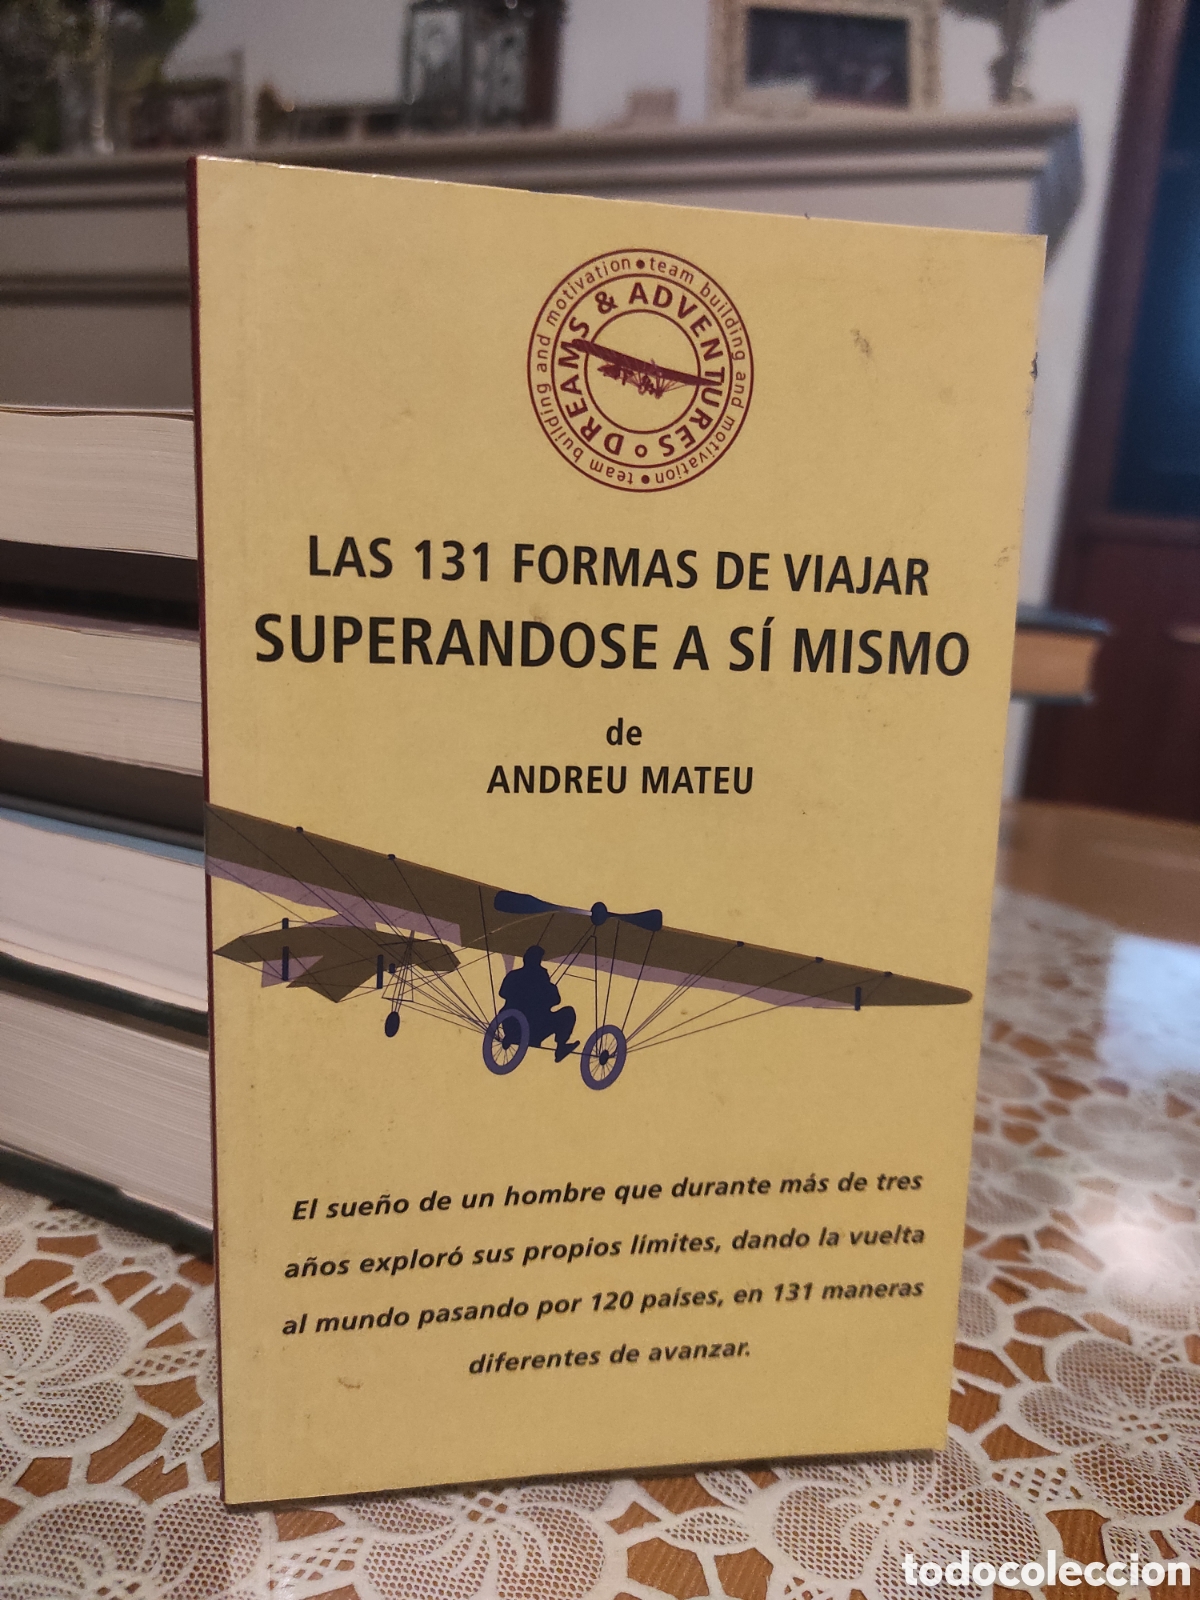 team building and motivation • team building and motivation •
DREAMS & ADVENTURES
LAS 131 FORMAS DE VIAJAR
SUPERANDOSE A SÍ MISMO
de
ANDREU MATEU
El sueño de un hombre que durante más de tres
años exploró sus propios límites, dando la vuelta
al mundo pasando por 120 países, en 131 maneras
diferentes de avanzar.
todocoleccion